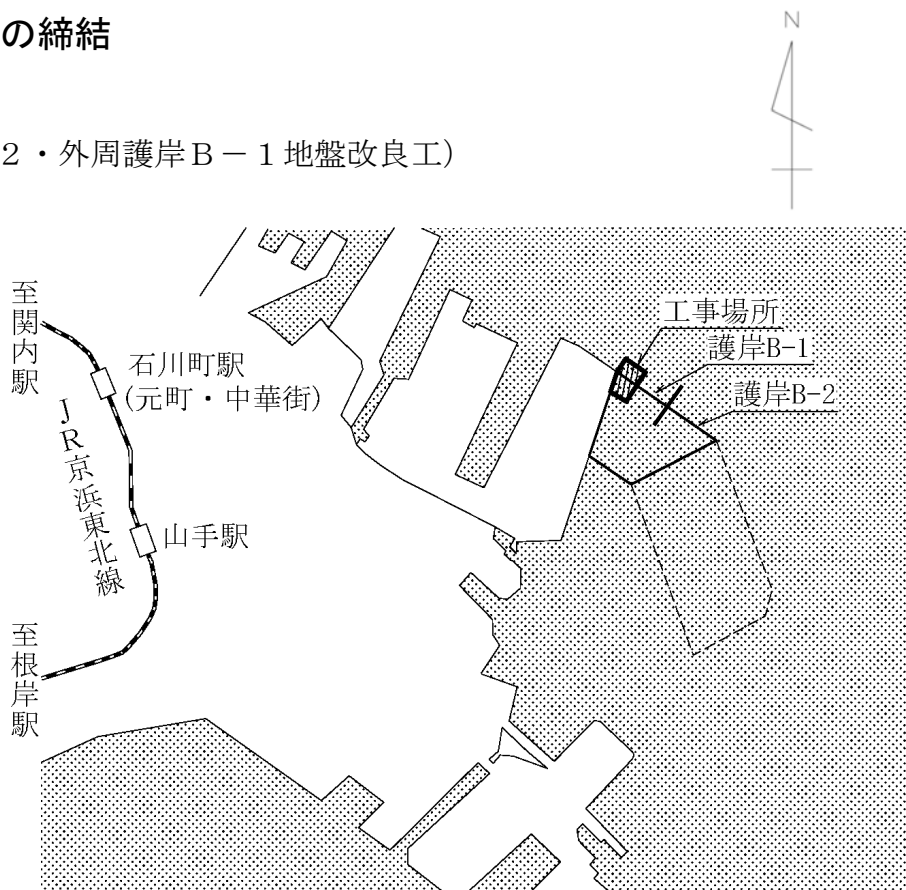 の締結
N
2・外周護岸B－1地盤改良工)
至関内駅
石川町駅
(元町・中華街)
JR京浜東北線
山手駅
至根岸駅
工事場所
護岸B-1
護岸B-2